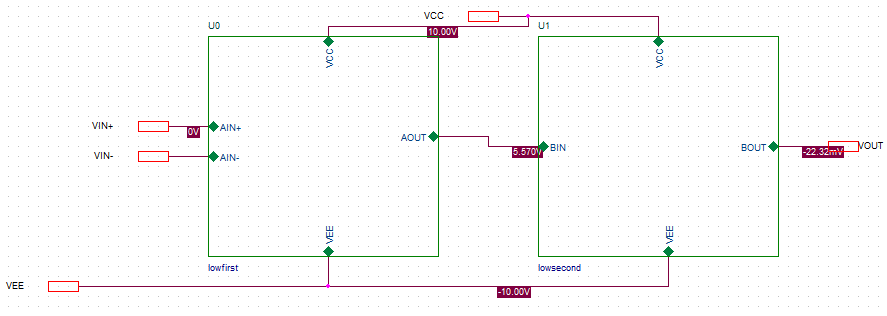 VCC
U0
10.00V
U1
VCC
VCC
VIN+
0V
AIN+
AOUT
VIN-
AIN-
5.570V
BIN
BOUT
-22.32mV
VOUT
VEE
VEE
lowfirst
lowsecond
VEE
-10.00V